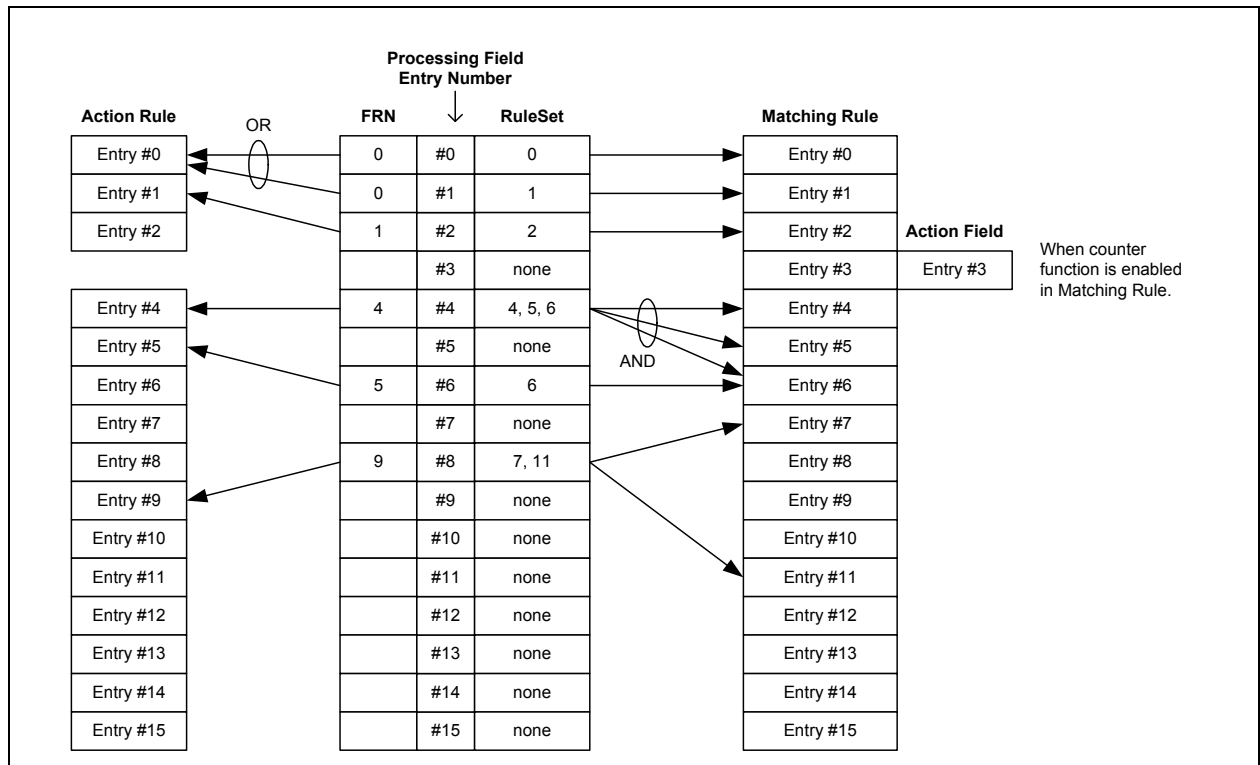 Processing Field
Entry Number
Action Rule OR FRN RuleSet Matching Rule
Entry #0 0 #0 0 Entry #0
Entry #1 0 #1 1 Entry #1
Entry #2 1 #2 2 Entry #2 Action Field
#3 none Entry #3 Entry #3
When counter
function is enabled
in Matching Rule.
Entry #4 4 #4 4, 5, 6 Entry #4
Entry #5 #5 none AND Entry #5
Entry #6 5 #6 6 Entry #6
Entry #7 #7 none Entry #7
Entry #8 9 #8 7, 11 Entry #8
Entry #9 #9 none Entry #9
Entry #10 #10 none Entry #10
Entry #11 #11 none Entry #11
Entry #12 #12 none Entry #12
Entry #13 #13 none Entry #13
Entry #14 #14 none Entry #14
Entry #15 #15 none Entry #15